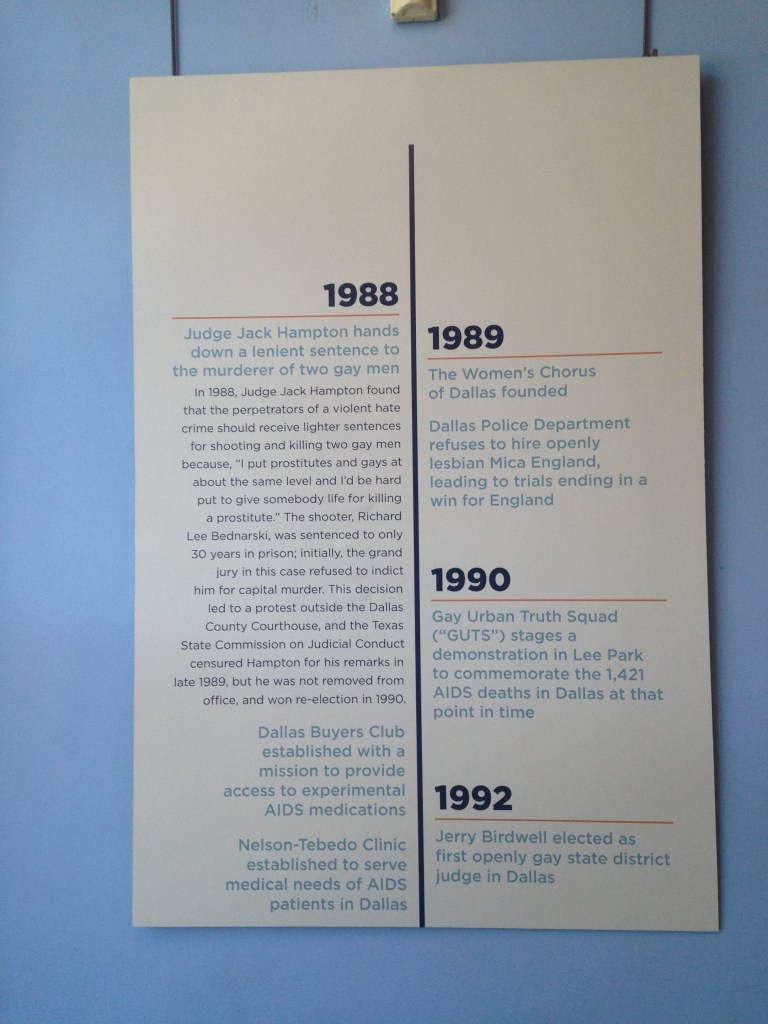 1988
Judge Jack Hampton hands
down a lenient sentence to
the murderer of two gay men
In 1988, Judge Jack Hampton found
that the perpetrators of a violent hate
crime should receive lighter sentences
for shooting and killing two gay men
because, “I put prostitutes and gays at
about the same level and I’d be hard
put to give somebody life for killing
a prostitute.” The shooter, Richard
Lee Bednarski, was sentenced to only
30 years in prison; initially, the grand
jury in this case refused to indict
him for capital murder. This decision
led to a protest outside the Dallas
County Courthouse, and the Texas
State Commission on Judicial Conduct
censured Hampton for his remarks in
late 1989, but he was not removed from
office, and won re-election in 1990.
Dallas Buyers Club
established with a
mission to provide
access to experimental
AIDS medications
Nelson-Tebedo Clinic
established to serve
medical needs of AIDS
patients in Dallas
1989
The Women’s Chorus
of Dallas founded
Dallas Police Department
refuses to hire openly
lesbian Mica England,
leading to trials ending in a
win for England
1990
Gay Urban Truth Squad
(“GUTS”) stages a
demonstration in Lee Park
to commemorate the 1,421
AIDS deaths in Dallas at that
point in time
1992
Jerry Birdwell elected as
first openly gay state district
judge in Dallas